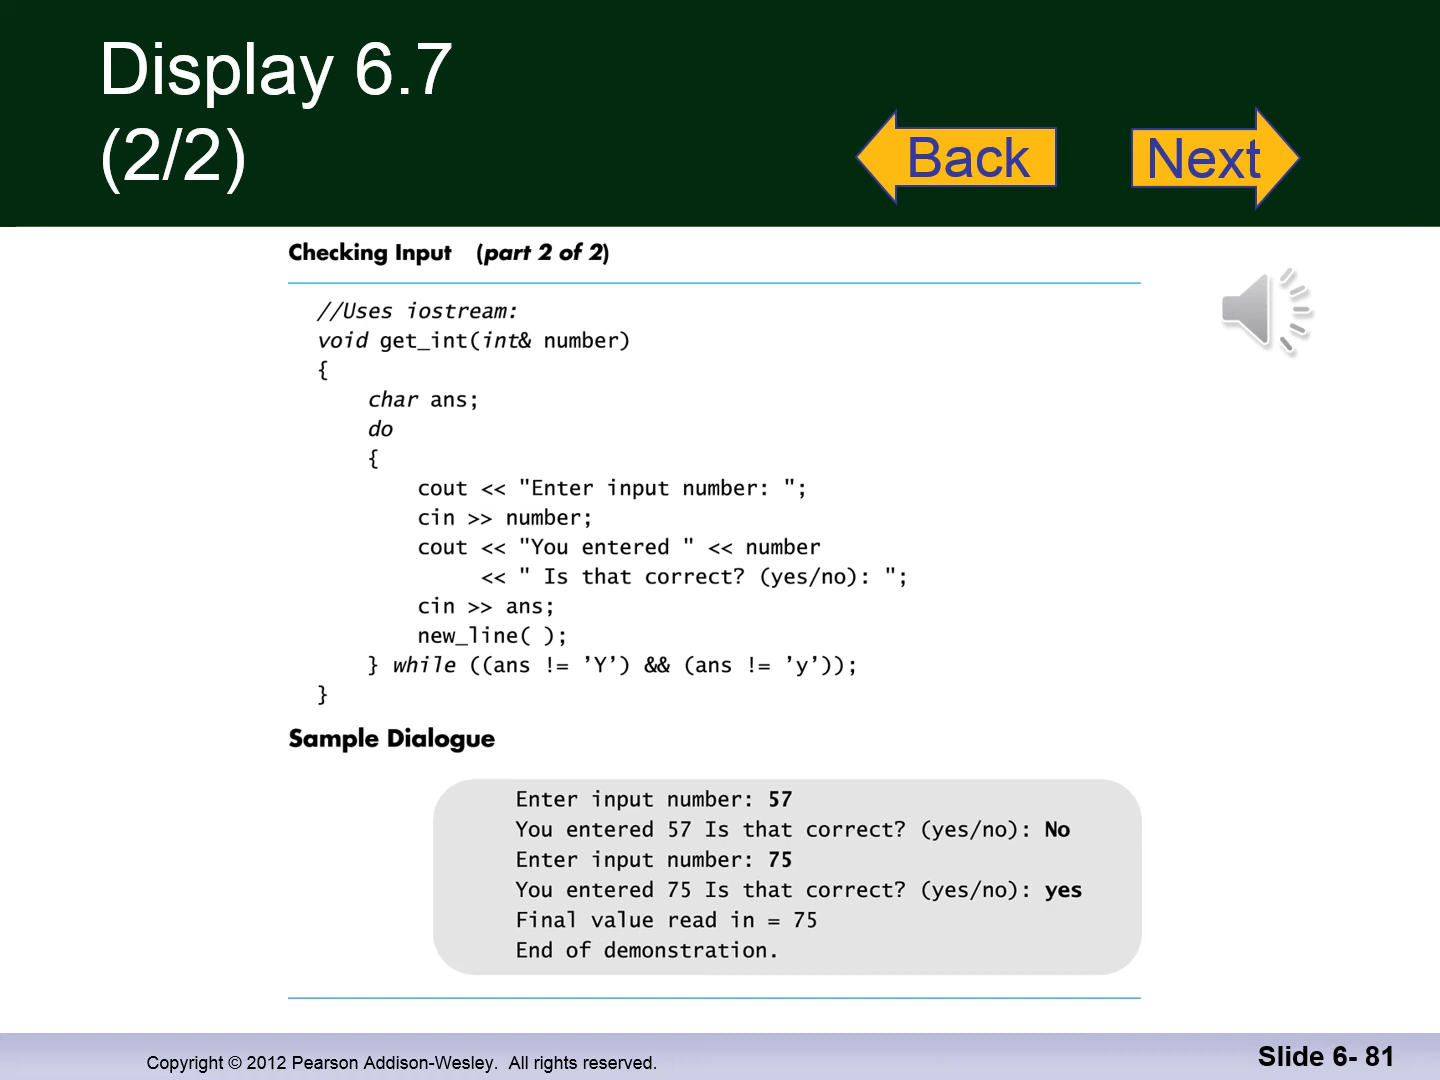 Display 6.7
(2/2)
Back
Next
Checking Input (part 2 of 2)
//Uses iostream:
void get_int(int& number)
{
    char ans;
    do
    {
        cout << "Enter input number: ";
        cin >> number;
        cout << "You entered " << number
             << " Is that correct? (yes/no): ";
        cin >> ans;
        new_line( );
    } while ((ans != ’Y’) && (ans != ’y’));
}
Sample Dialogue
Enter input number: 57
You entered 57 Is that correct? (yes/no): No
Enter input number: 75
You entered 75 Is that correct? (yes/no): yes
Final value read in = 75
End of demonstration.
Copyright © 2012 Pearson Addison-Wesley. All rights reserved.
Slide 6- 81